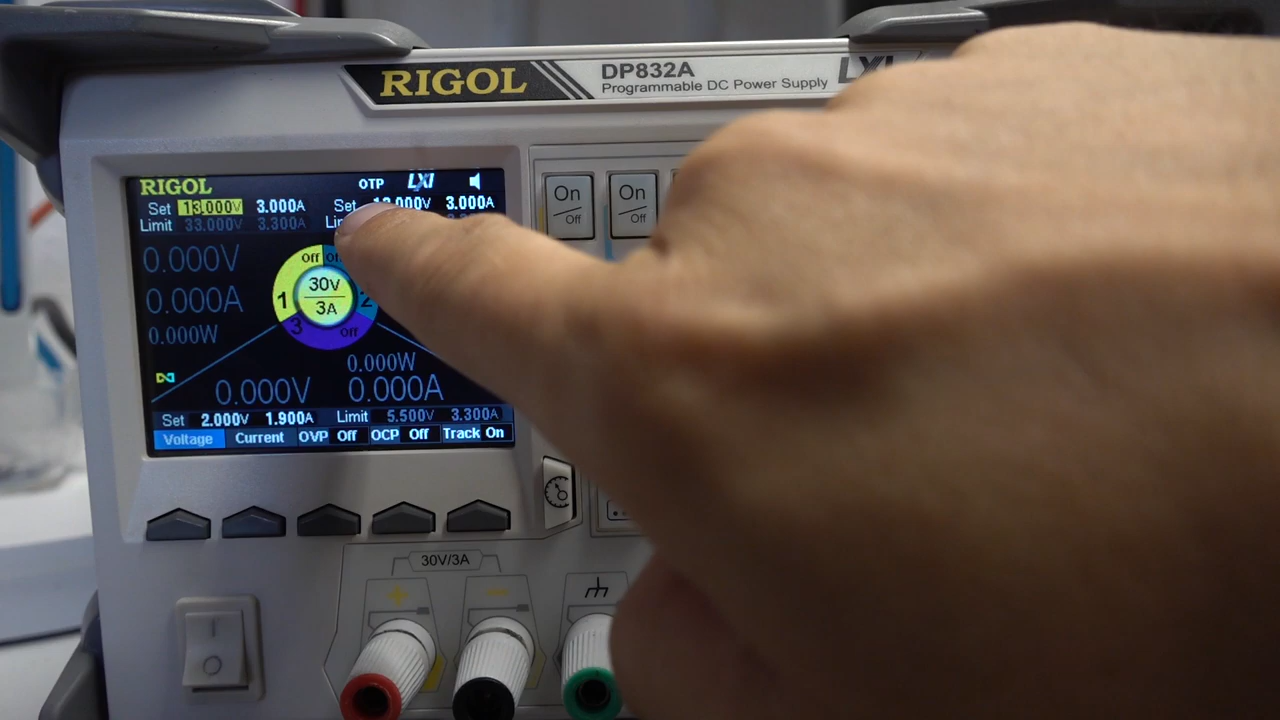 RIGOL DP832A LXI
Programmable DC Power Supply
RIGOL OTP LXI
Set 13.000V 3.000A Set 3.000A
Limit 33.000V 3.300A
On Off On Off
0.000V
0.000A
0.000W
Off
30V
3A
1 2
3 Off
0.000W
0.000V 0.000A
Set 2.000V 1.900A Limit 5.500V 3.300A
Voltage Current OVP Off OCP Off Track On
30V/3A
+ −